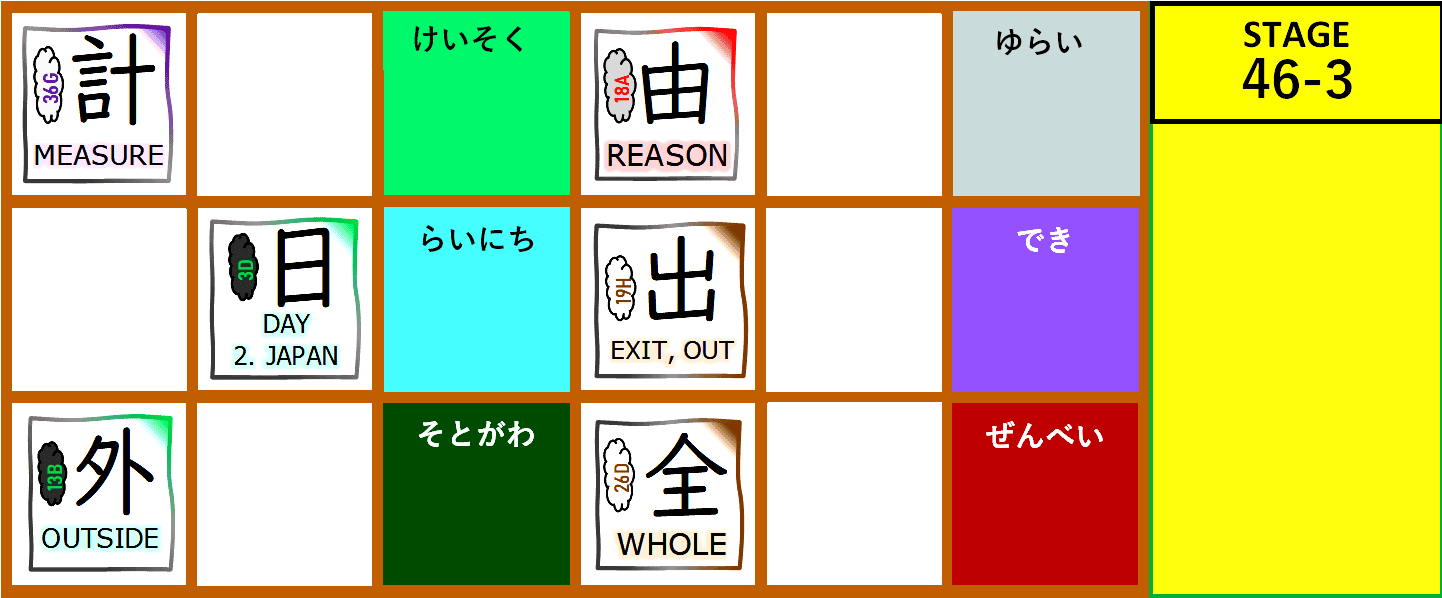 36G
計
MEASURE
けいそく
18A
由
REASON
ゆらい
STAGE
46-3
3D
日
DAY
2. JAPAN
らいにち
19H
出
EXIT, OUT
でき
13B
外
OUTSIDE
そとがわ
26D
全
WHOLE
ぜんべい